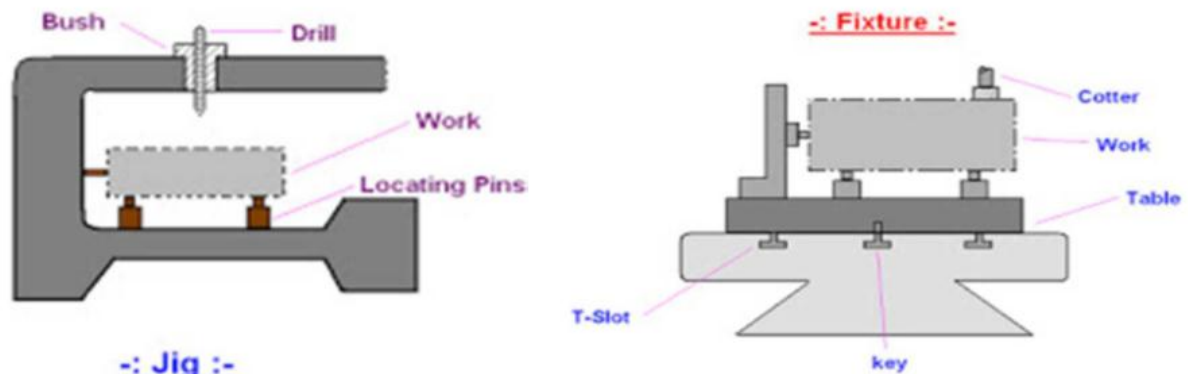 Bush
Drill
Work
Locating Pins
-: Jig :-
-: Fixture :-
Cotter
Work
Table
T-Slot
key